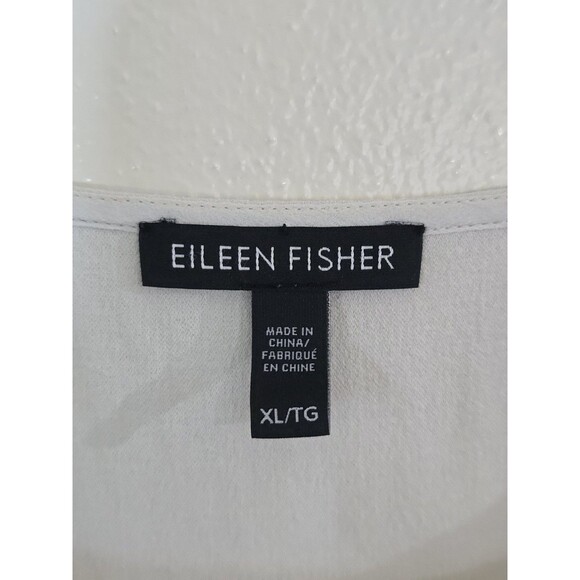 EILEEN FISHER
MADE IN
CHINA/
FABRIQUÉ
EN CHINE
XL/TG